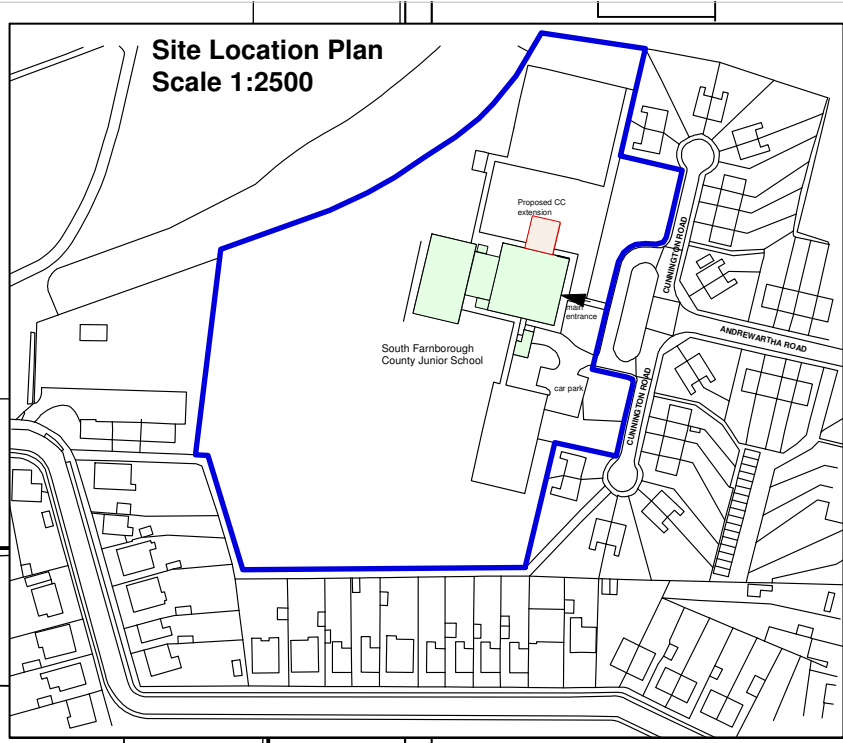 Site Location Plan
Scale 1:2500
Proposed CC
extension
CUNNINGTON ROAD
main
entrance
ANDREWARTHA ROAD
South Farnborough
County Junior School
car park
CUNNINGTON ROAD